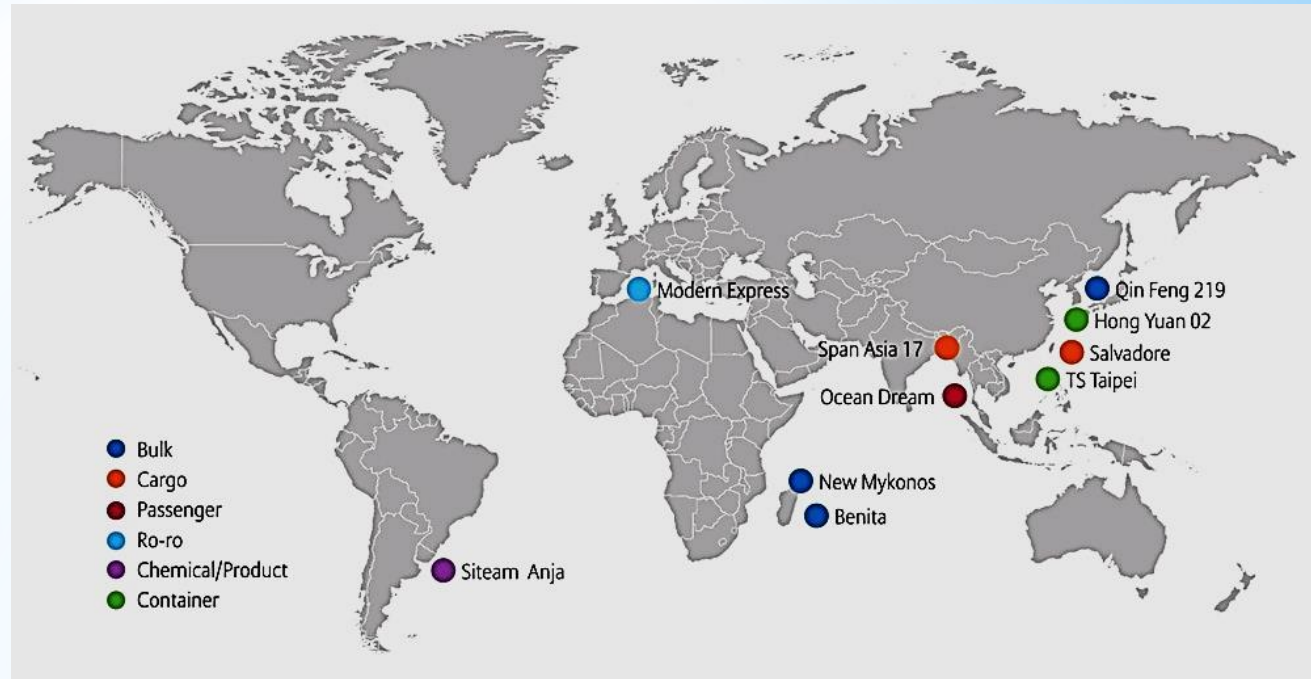 Modern Express
Qin Feng 219
Hong Yuan 02
Span Asia 17
Salvadore
TS Taipei
Ocean Dream
New Mykonos
Benita
Siteam Anja
Bulk
Cargo
Passenger
Ro-ro
Chemical/Product
Container